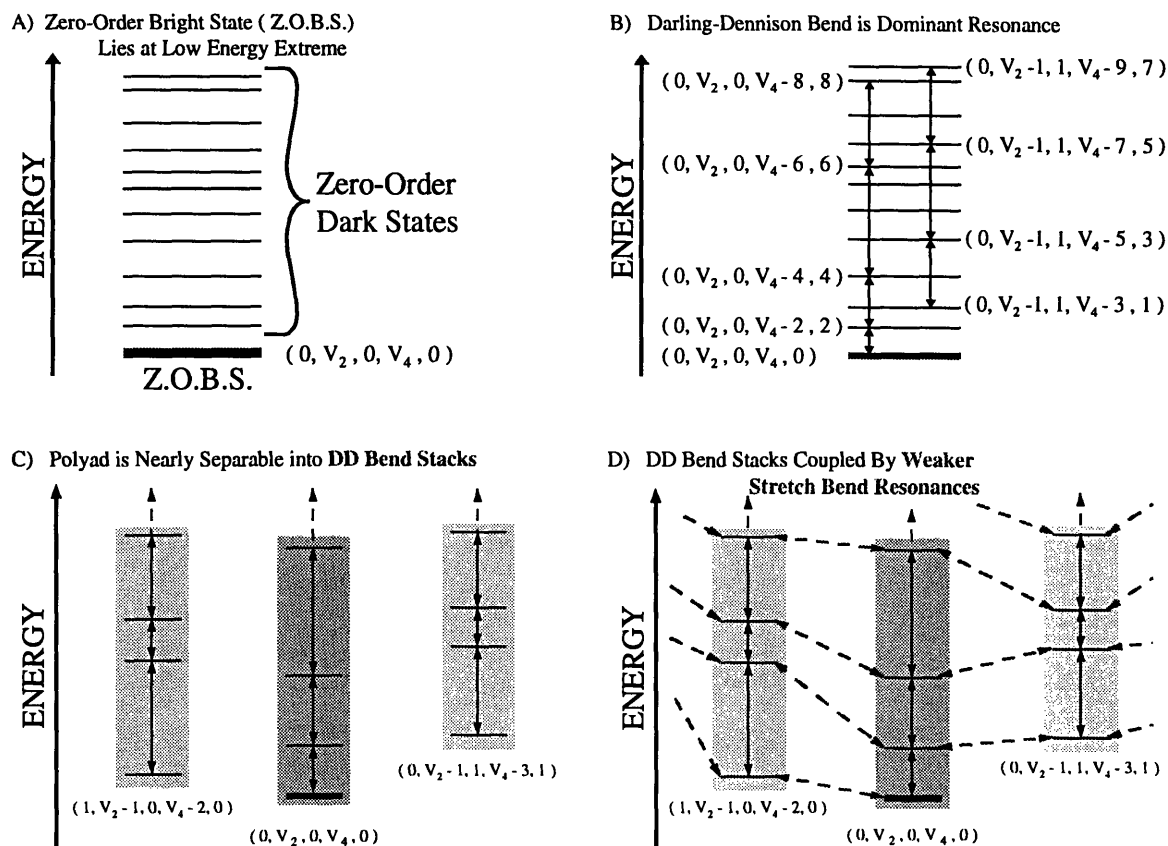 A) Zero-Order Bright State ( Z.O.B.S.)
Lies at Low Energy Extreme
ENERGY
Zero-Order
Dark States
( 0, V₂ , 0, V₄ , 0)
Z.O.B.S.
B) Darling-Dennison Bend is Dominant Resonance
ENERGY
( 0, V₂ , 0, V₄ - 8 , 8 )
( 0, V₂ , 0, V₄ - 6 , 6 )
( 0, V₂ , 0, V₄ - 4 , 4 )
( 0, V₂ , 0, V₄ - 2 , 2 )
( 0, V₂ , 0, V₄ , 0 )
( 0, V₂ - 1 , 1, V₄ - 9 , 7 )
( 0, V₂ - 1 , 1, V₄ - 7 , 5 )
( 0, V₂ - 1 , 1, V₄ - 5 , 3 )
( 0, V₂ - 1 , 1, V₄ - 3 , 1 )
C) Polyad is Nearly Separable into DD Bend Stacks
ENERGY
( 1, V₂ - 1, 0, V₄ - 2, 0 )
( 0, V₂ , 0, V₄ , 0 )
( 0, V₂ - 1, 1, V₄ - 3, 1 )
D) DD Bend Stacks Coupled By Weaker
Stretch Bend Resonances
ENERGY
( 1, V₂ - 1, 0, V₄ - 2, 0 )
( 0, V₂ , 0, V₄ , 0 )
( 0, V₂ - 1, 1, V₄ - 3, 1 )